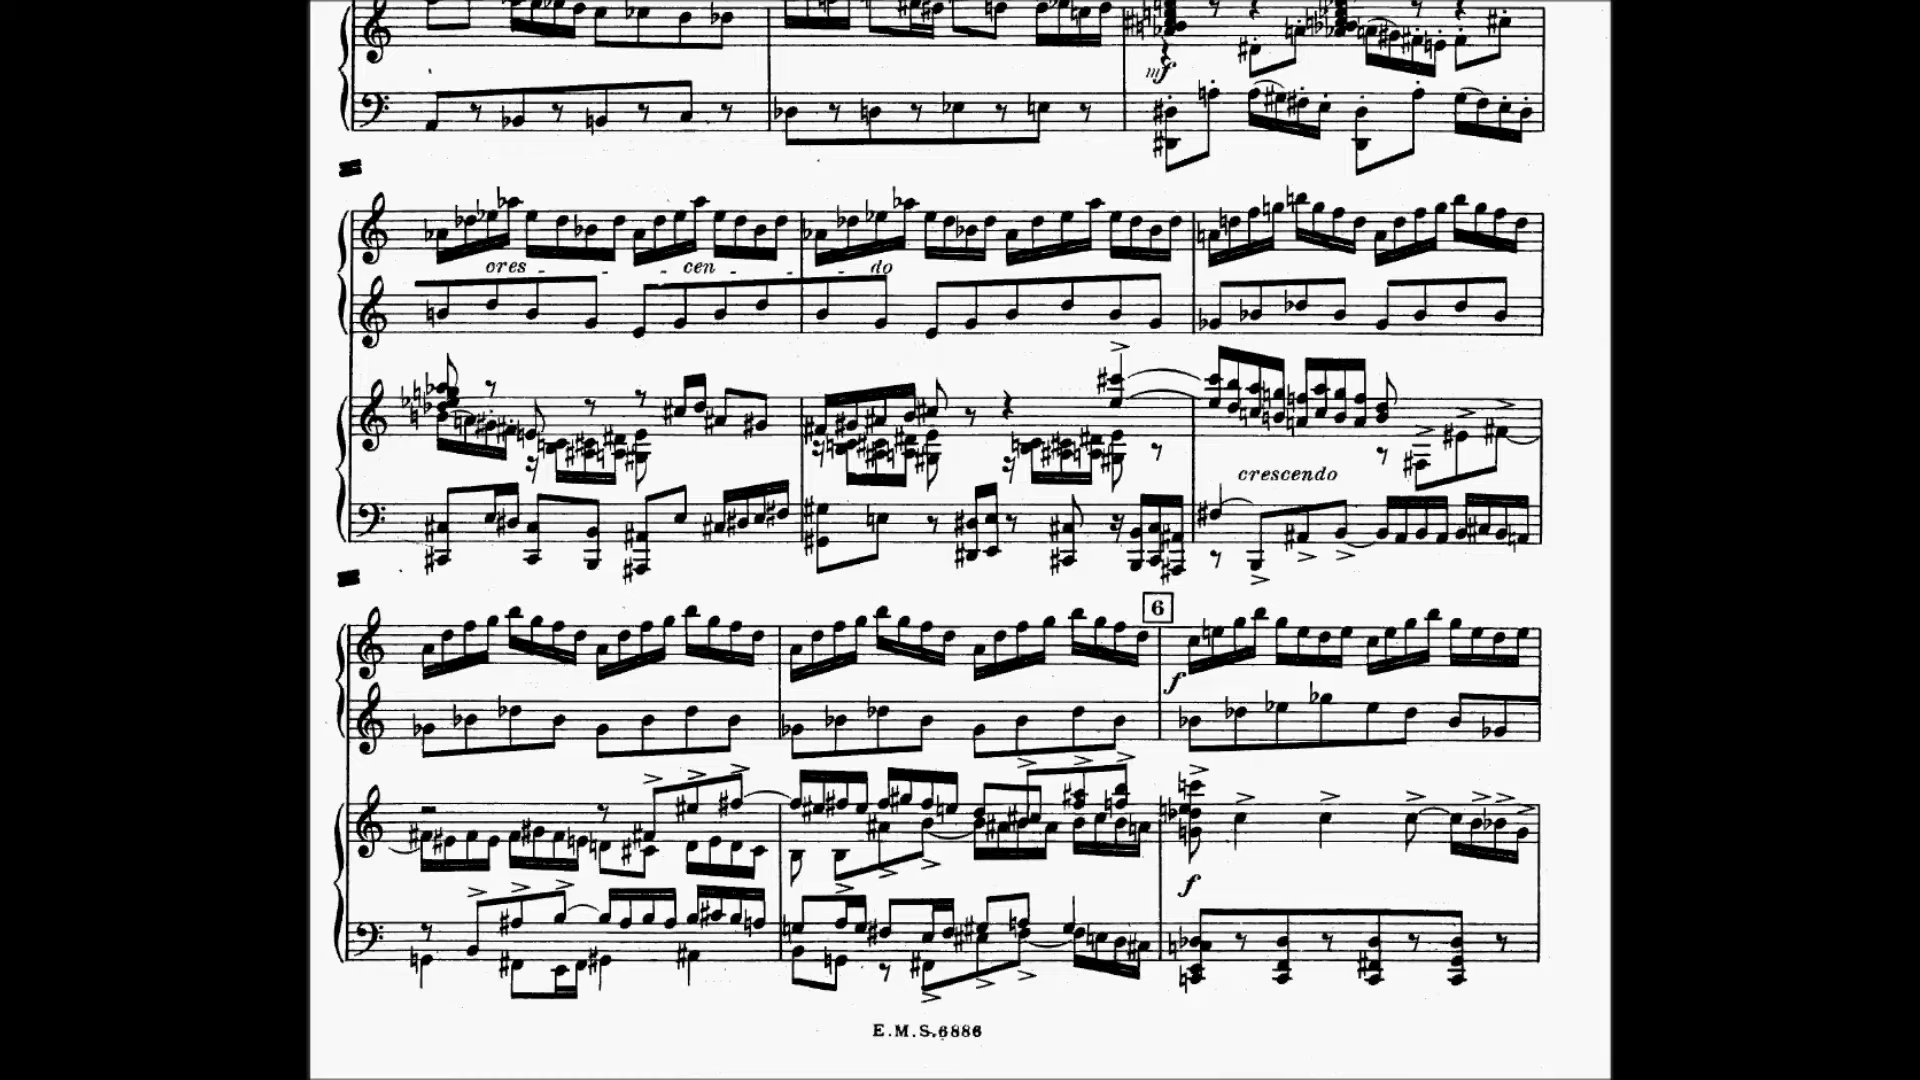 mf
cres - - - cen - - - do
crescendo
6
f
f
E.M.S.6886